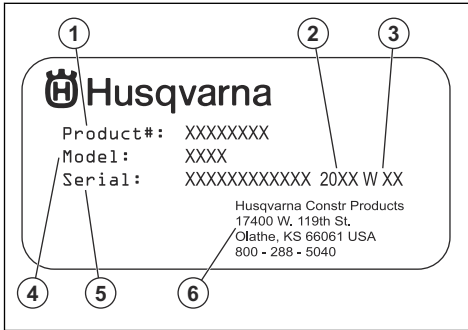 1
2
3
Husqvarna
Product#: XXXXXXXX
Model: XXXX
Serial: XXXXXXXXXXXX 20XX W XX
Husqvarna Constr Products
17400 W. 119th St.
Olathe, KS 66061 USA
800 - 288 - 5040
4
5
6